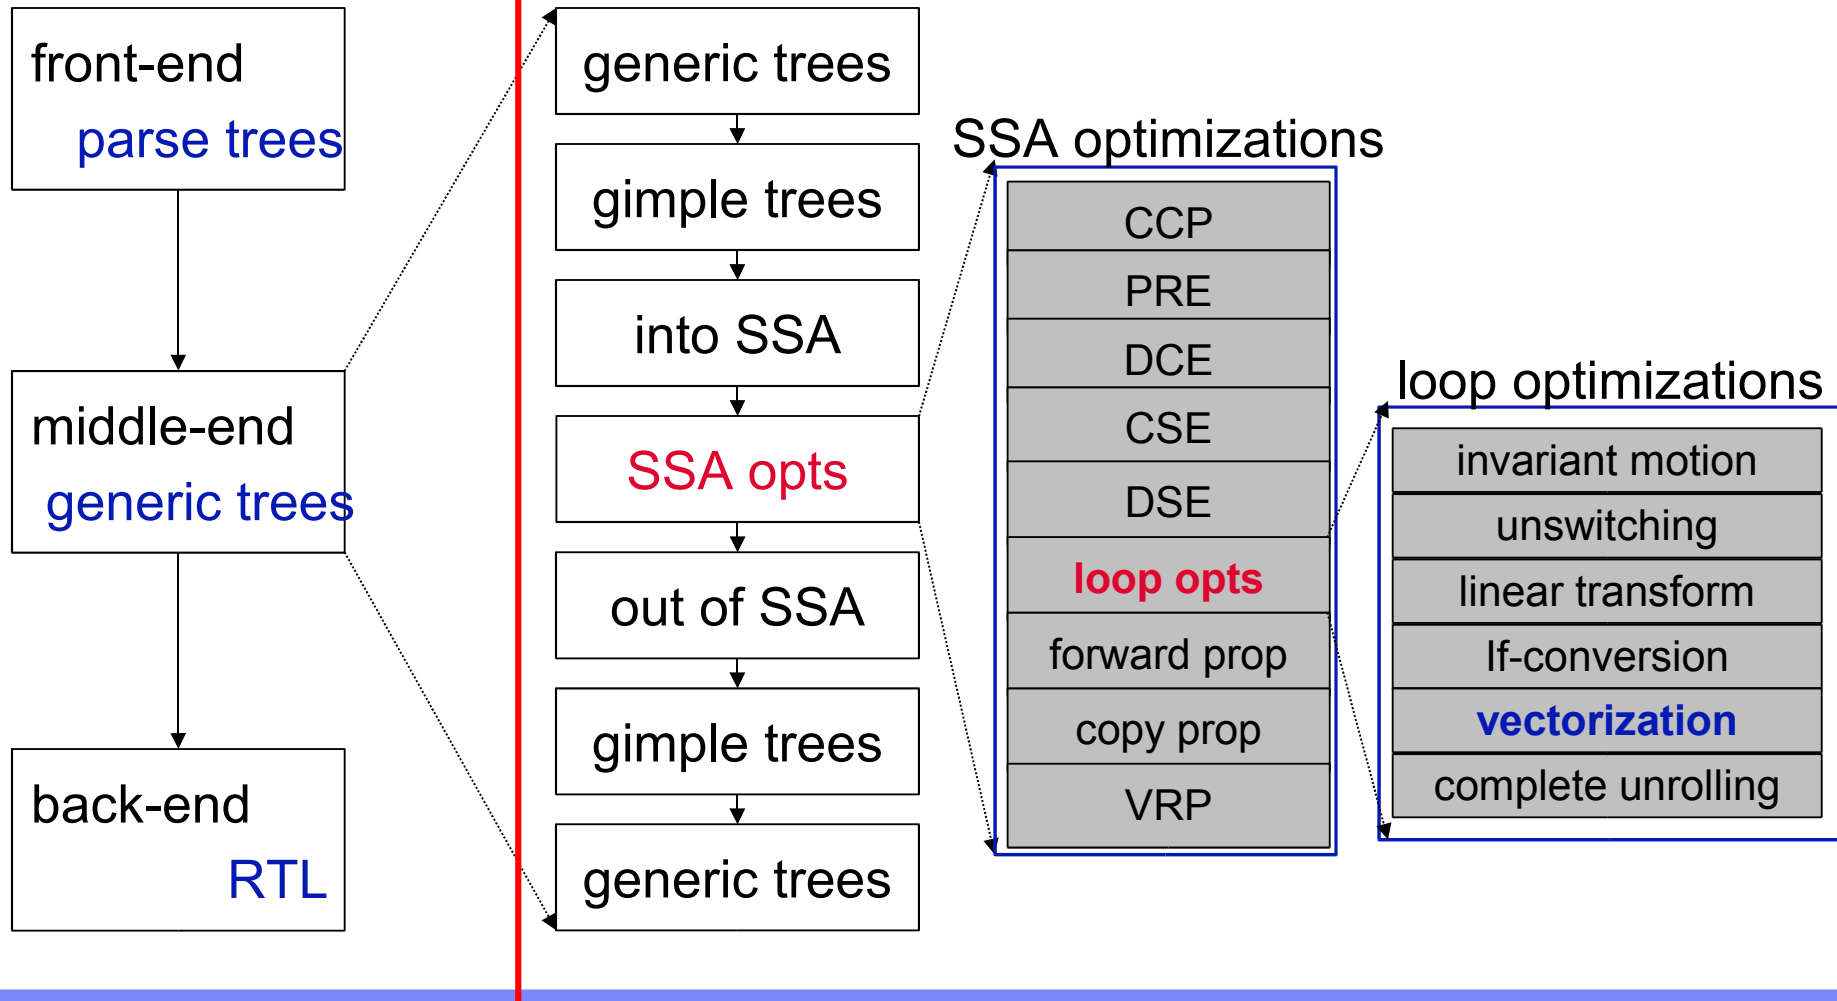 front-end
parse trees
middle-end
generic trees
back-end
RTL
generic trees
gimple trees
into SSA
SSA opts
out of SSA
gimple trees
generic trees
SSA optimizations
CCP
PRE
DCE
CSE
DSE
loop opts
forward prop
copy prop
VRP
loop optimizations
invariant motion
unswitching
linear transform
If-conversion
vectorization
complete unrolling